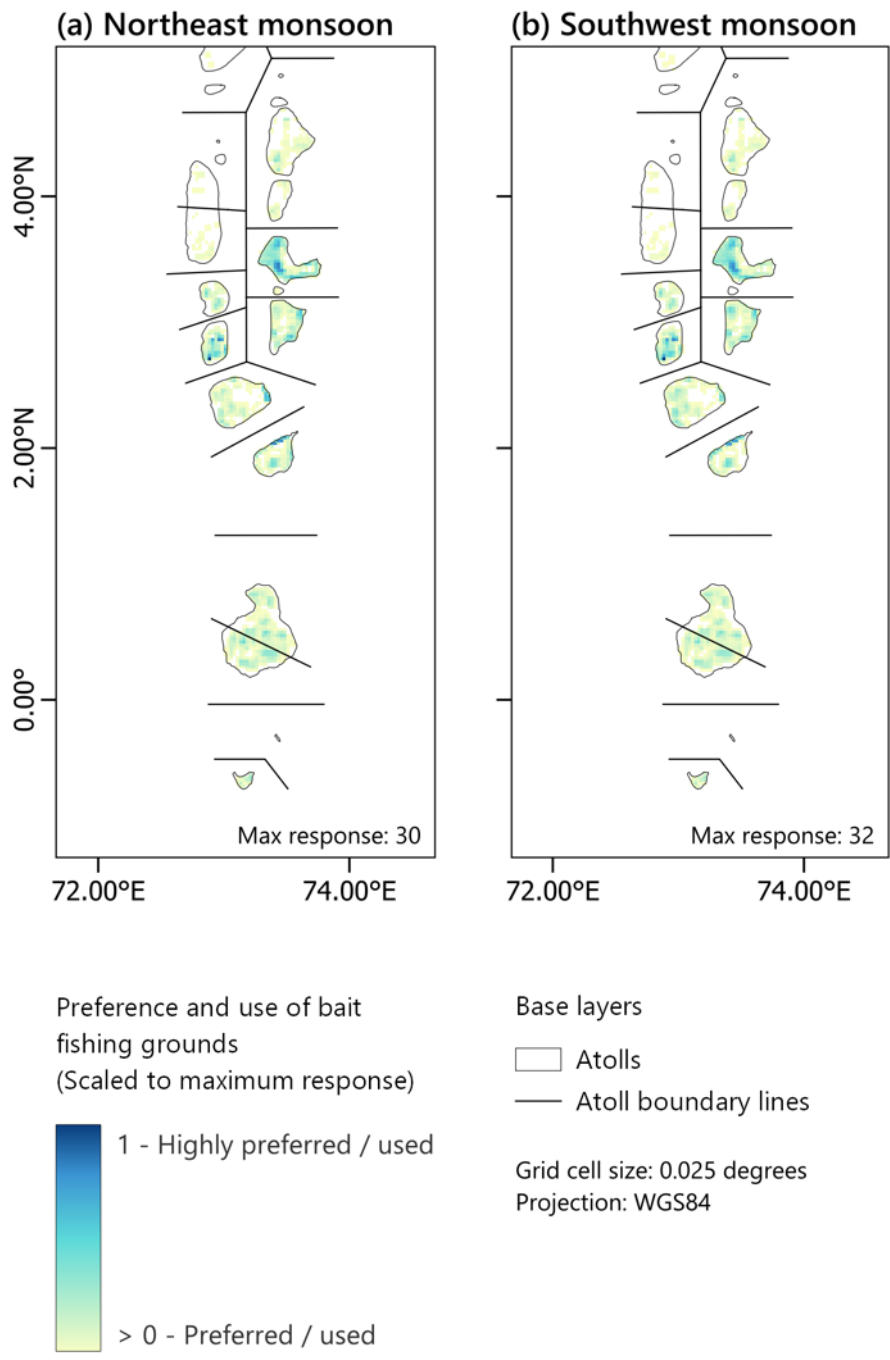 (a) Northeast monsoon
(b) Southwest monsoon
4.00°N
2.00°N
0.00°
Max response: 30
Max response: 32
72.00°E
74.00°E
72.00°E
74.00°E
Preference and use of bait
fishing grounds
(Scaled to maximum response)
1 - Highly preferred / used
> 0 - Preferred / used
Base layers
Atolls
Atoll boundary lines
Grid cell size: 0.025 degrees
Projection: WGS84